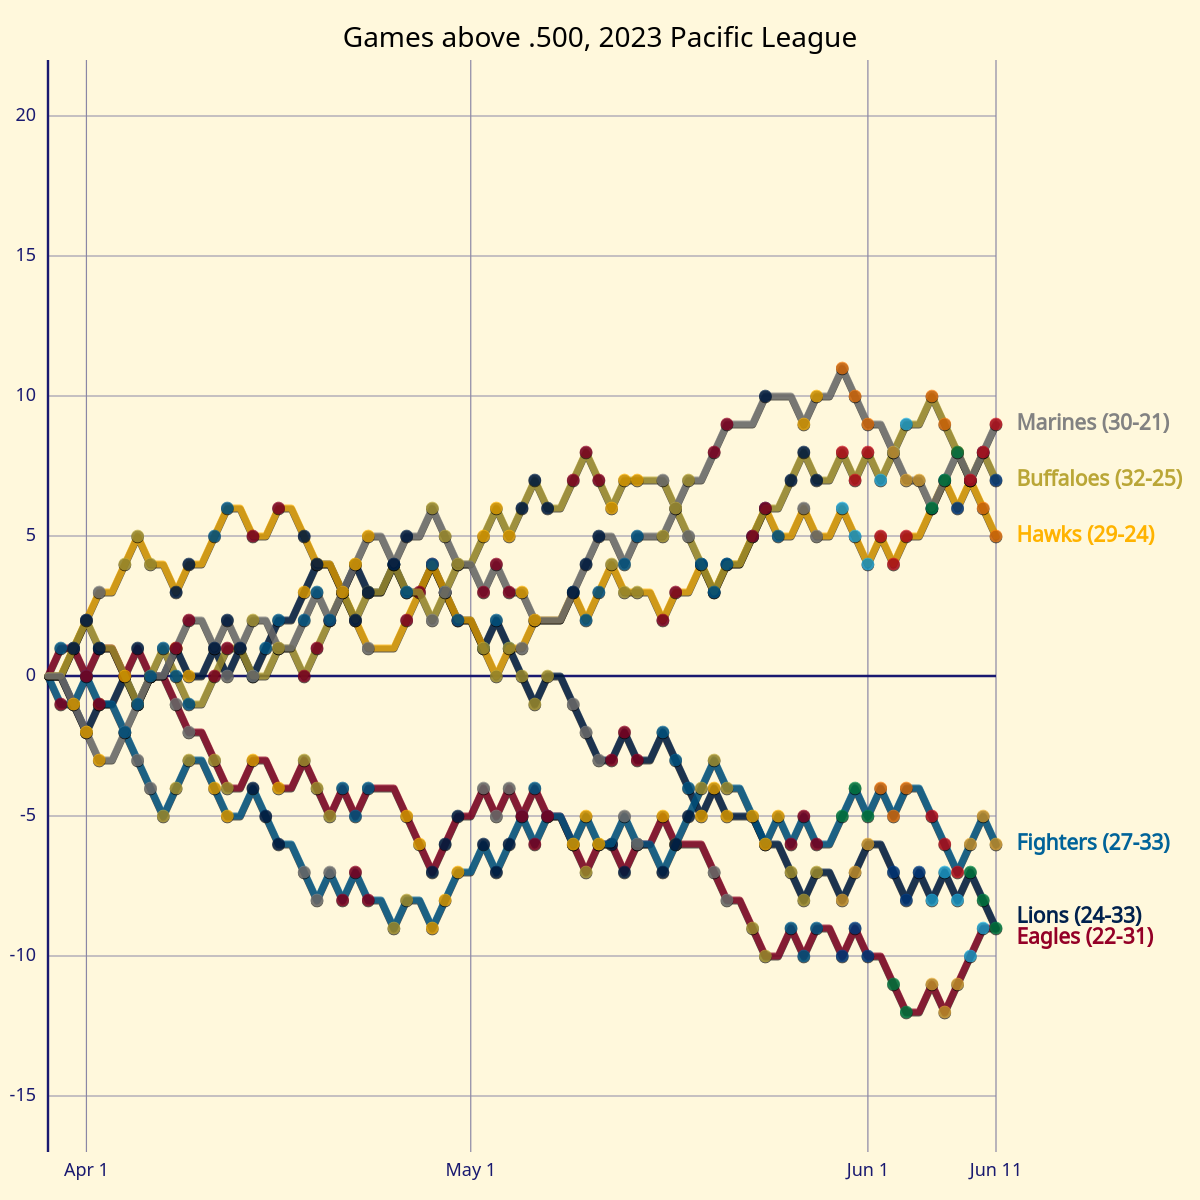 Games above .500, 2023 Pacific League
20
15
10
5
0
-5
-10
-15
Marines (30-21)
Buffaloes (32-25)
Hawks (29-24)
Fighters (27-33)
Lions (24-33)
Eagles (22-31)
Apr 1
May 1
Jun 1
Jun 11